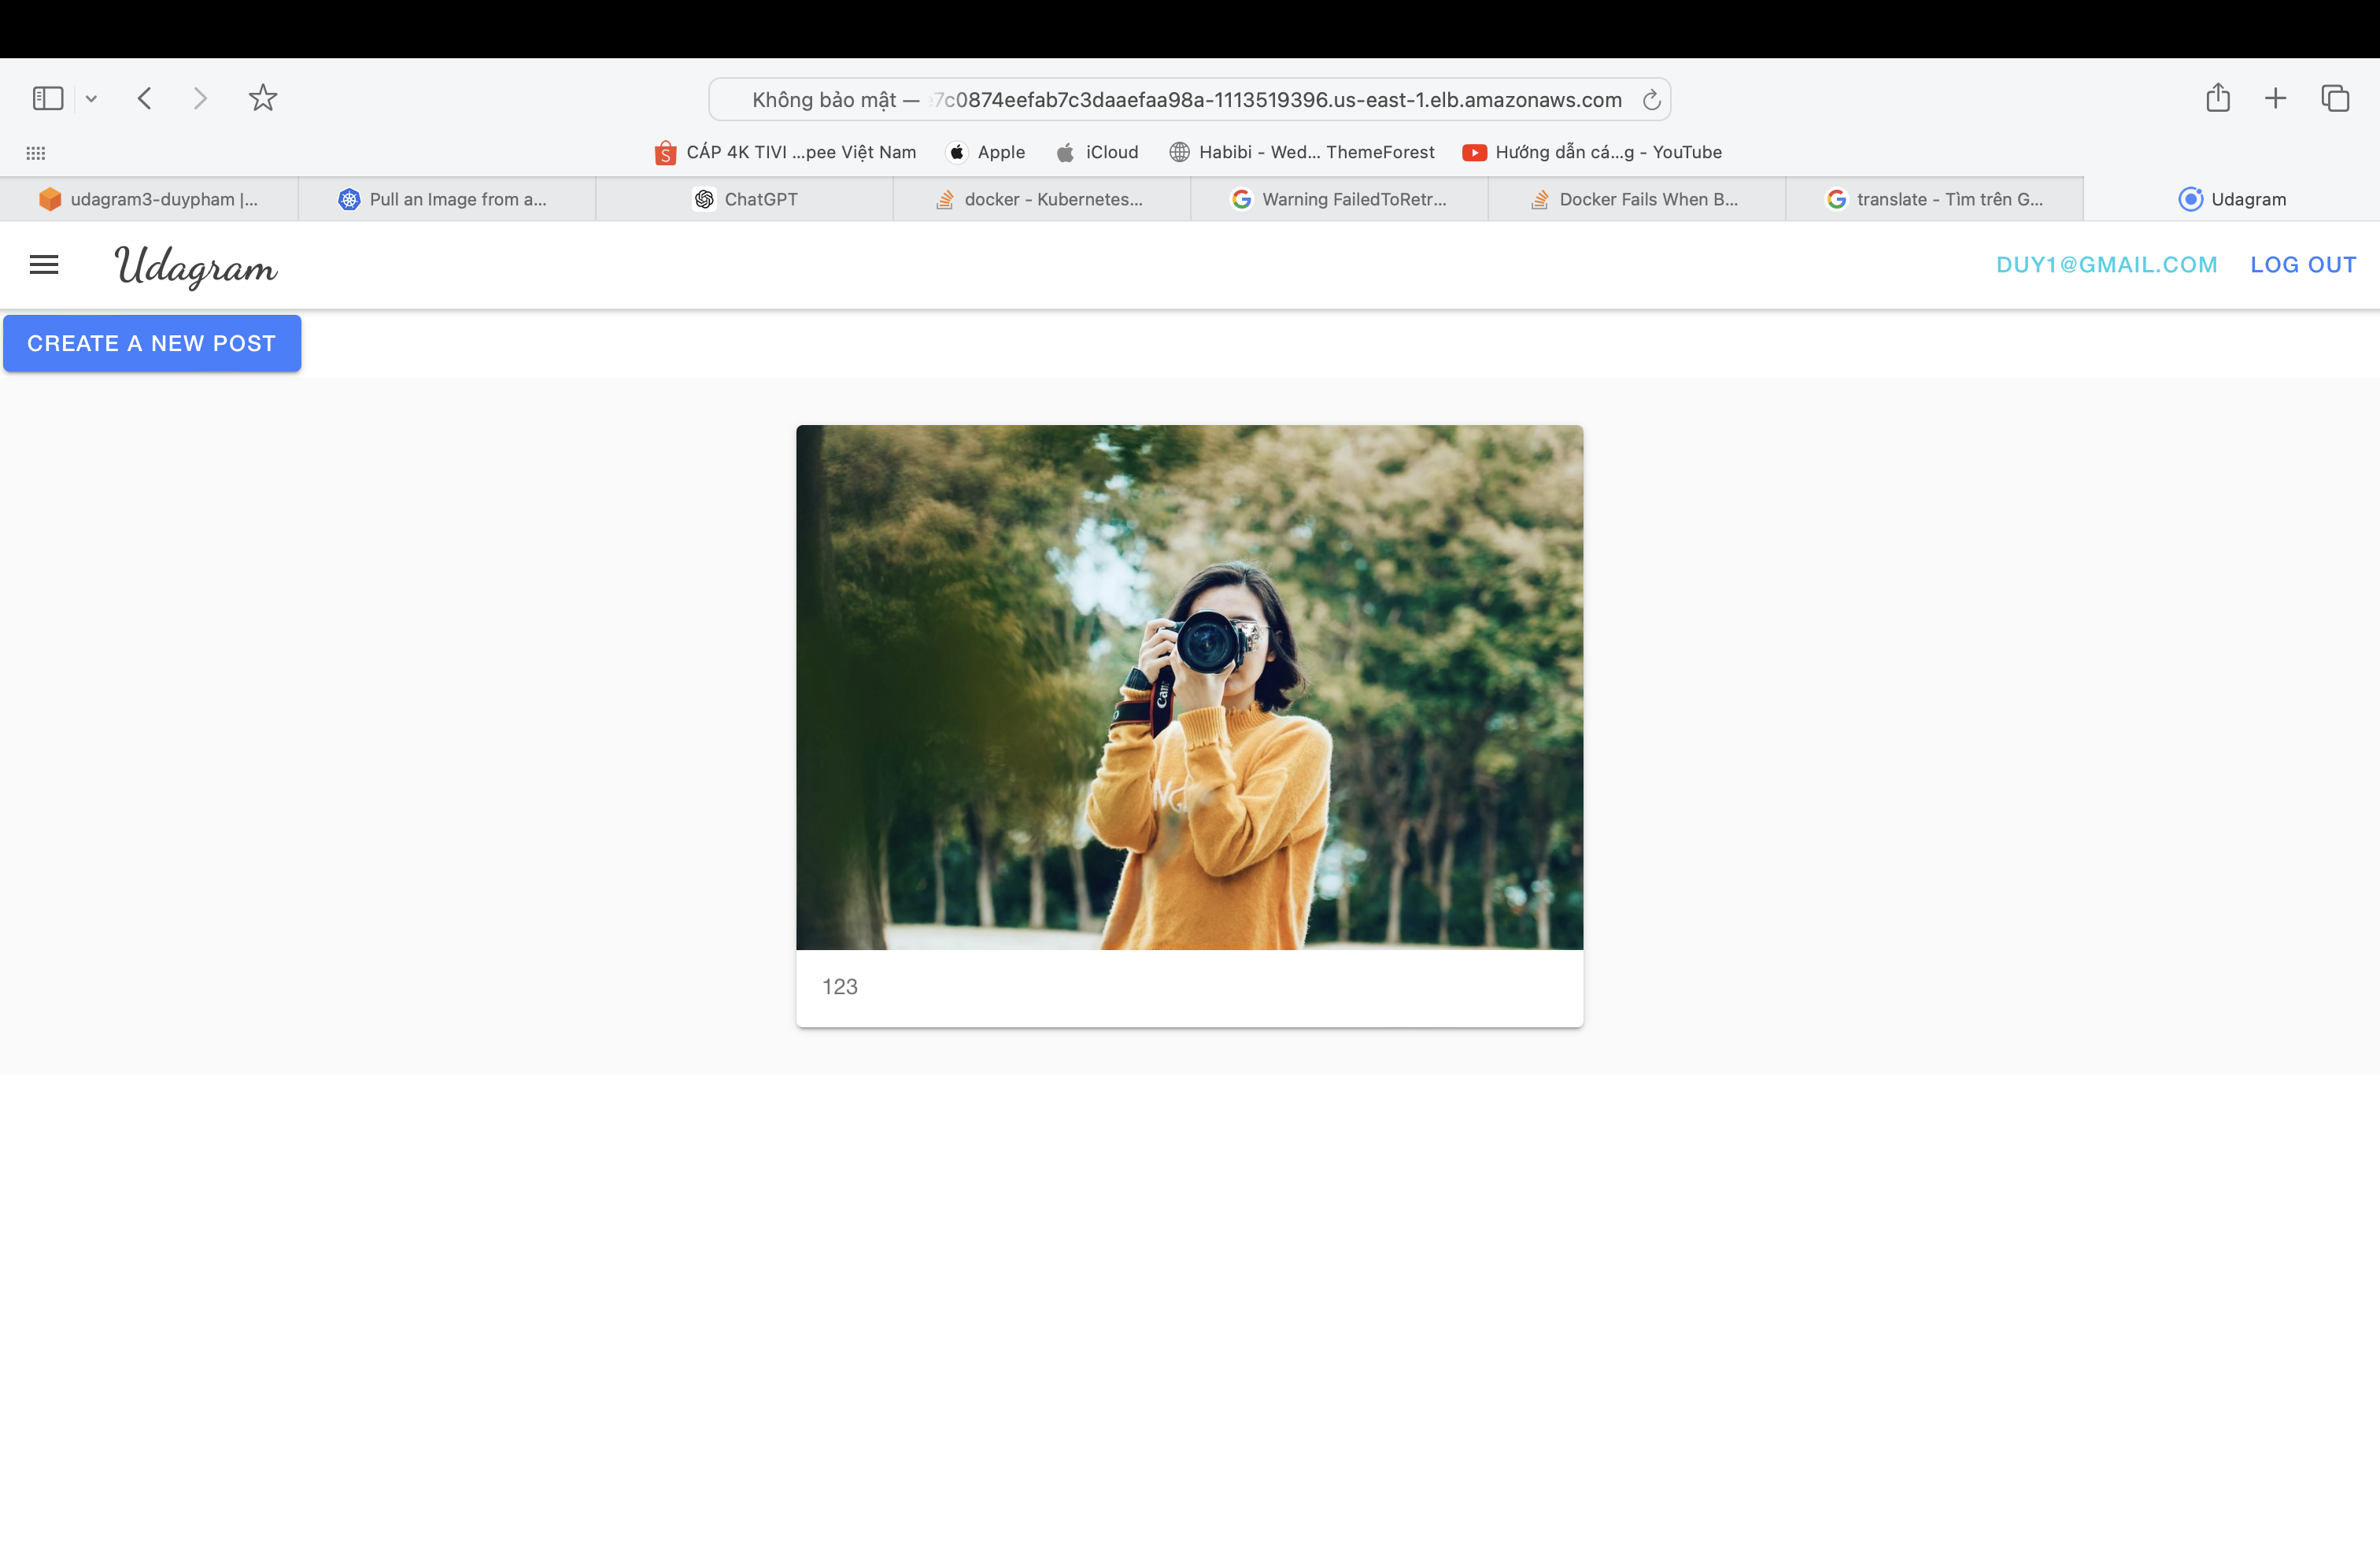 Không bảo mật — e7c0874eefab7c3daaefaa98a-1113519396.us-east-1.elb.amazonaws.com
CÁP 4K TIVI ...pee Việt Nam Apple iCloud Habibi - Wed... ThemeForest Hướng dẫn cá...g - YouTube
udagram3-duypham |... Pull an Image from a... ChatGPT docker - Kubernetes... Warning FailedToRetr... Docker Fails When B... translate - Tìm trên G... Udagram
Udagram DUY1@GMAIL.COM LOG OUT
CREATE A NEW POST
Can
123